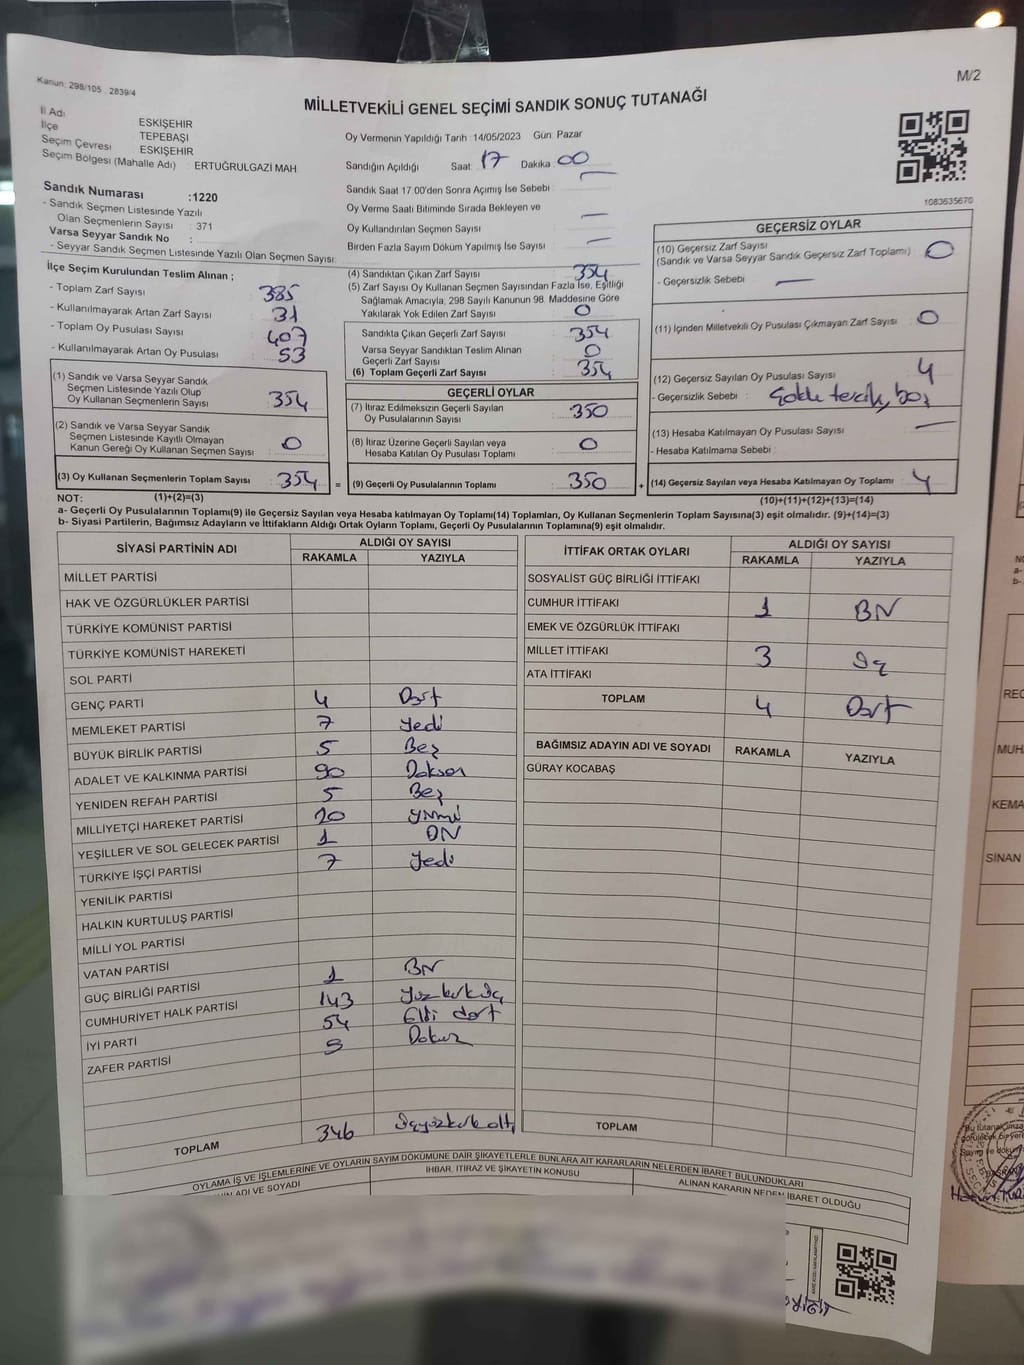 Kanun: 298/105 . 2839/4
M/2
MİLLETVEKİLİ GENEL SEÇİMİ SANDIK SONUÇ TUTANAĞI
İl Adı ESKİŞEHİR
İlçe TEPEBAŞI
Seçim Çevresi ESKİŞEHİR
Seçim Bölgesi (Mahalle Adı) : ERTUĞRULGAZİ MAH
Oy Vermenin Yapıldığı Tarih : 14/05/2023 Gün: Pazar
Sandığın Açıldığı Saat: 17 Dakika 00
Sandık Saat 17:00'den Sonra Açımış İse Sebebi : —
Oy Verme Saati Bitiminde Sırada Bekleyen ve
Oy Kullandırılan Seçmen Sayısı —
Birden Fazla Sayım Döküm Yapılmış İse Sayısı —
1083635670
Sandık Numarası :1220
- Sandık Seçmen Listesinde Yazılı
Olan Seçmenlerin Sayısı : 371
Varsa Seyyar Sandık No :
- Seyyar Sandık Seçmen Listesinde Yazılı Olan Seçmen Sayısı:
İlçe Seçim Kurulundan Teslim Alınan ;
- Toplam Zarf Sayısı 385
- Kullanılmayarak Artan Zarf Sayısı 31
- Toplam Oy Pusulası Sayısı 407
- Kullanılmayarak Artan Oy Pusulası 53
(1) Sandık ve Varsa Seyyar Sandık
Seçmen Listesinde Yazılı Olup
Oy Kullanan Seçmenlerin Sayısı 354
(2) Sandık ve Varsa Seyyar Sandık
Seçmen Listesinde Kayıtlı Olmayan
Kanun Gereği Oy Kullanan Seçmen Sayısı 0
(3) Oy Kullanan Seçmenlerin Toplam Sayısı 354 =
(4) Sandıktan Çıkan Zarf Sayısı 354
(5) Zarf Sayısı Oy Kullanan Seçmen Sayısından Fazla İse, Eşitliği
Sağlamak Amacıyla, 298 Sayılı Kanunun 98. Maddesine Göre
Yakılarak Yok Edilen Zarf Sayısı 0
Sandıkta Çıkan Geçerli Zarf Sayısı 354
Varsa Seyyar Sandıktan Teslim Alınan
Geçerli Zarf Sayısı 0
(6) Toplam Geçerli Zarf Sayısı 354
GEÇERLİ OYLAR
(7) İtiraz Edilmeksizin Geçerli Sayılan
Oy Pusulalarının Sayısı 350
(8) İtiraz Üzerine Geçerli Sayılan veya
Hesaba Katılan Oy Pusulası Toplamı 0
(9) Geçerli Oy Pusulalarının Toplamı 350 +
GEÇERSİZ OYLAR
(10) Geçersiz Zarf Sayısı
(Sandık ve Varsa Seyyar Sandık Geçersiz Zarf Toplamı) 0
- Geçersizlik Sebebi : —
(11) İçinden Milletvekili Oy Pusulası Çıkmayan Zarf Sayısı 0
(12) Geçersiz Sayılan Oy Pusulası Sayısı 4
- Geçersizlik Sebebi : Çoklu tercih, boş
(13) Hesaba Katılmayan Oy Pusulası Sayısı —
- Hesaba Katılmama Sebebi :
(14) Geçersiz Sayılan veya Hesaba Katılmayan Oy Toplamı 4
NOT: (1)+(2)=(3) (10)+(11)+(12)+(13)=(14)
a- Geçerli Oy Pusulalarının Toplamı(9) ile Geçersiz Sayılan veya Hesaba katılmayan Oy Toplamı(14) Toplamları, Oy Kullanan Seçmenlerin Toplam Sayısına(3) eşit olmalıdır. (9)+(14)=(3)
b- Siyasi Partilerin, Bağımsız Adayların ve İttifakların Aldığı Ortak Oyların Toplamı, Geçerli Oy Pusulalarının Toplamına(9) eşit olmalıdır.
SİYASİ PARTİNİN ADI ALDIĞI OY SAYISI
RAKAMLA YAZIYLA
MİLLET PARTİSİ
HAK VE ÖZGÜRLÜKLER PARTİSİ
TÜRKİYE KOMÜNİST PARTİSİ
TÜRKİYE KOMÜNİST HAREKETİ
SOL PARTİ
GENÇ PARTİ 4 Dört
MEMLEKET PARTİSİ 7 Yedi
BÜYÜK BİRLİK PARTİSİ 5 Beş
ADALET VE KALKINMA PARTİSİ 90 Doksan
YENİDEN REFAH PARTİSİ 5 Beş
MİLLİYETÇİ HAREKET PARTİSİ 20 Yirmi
YEŞİLLER VE SOL GELECEK PARTİSİ 1 BN
TÜRKİYE İŞÇİ PARTİSİ 7 Yedi
YENİLİK PARTİSİ
HALKIN KURTULUŞ PARTİSİ
MİLLİ YOL PARTİSİ
VATAN PARTİSİ
GÜÇ BİRLİĞİ PARTİSİ 1 BN
CUMHURİYET HALK PARTİSİ 143 Yüzkırküç
İYİ PARTİ 54 Elli dört
ZAFER PARTİSİ 9 Dokuz
TOPLAM 346 Üçyüzkırkaltı
İTTİFAK ORTAK OYLARI ALDIĞI OY SAYISI
RAKAMLA YAZIYLA
SOSYALİST GÜÇ BİRLİĞİ İTTİFAKI
CUMHUR İTTİFAKI 1 BN
EMEK VE ÖZGÜRLÜK İTTİFAKI
MİLLET İTTİFAKI 3 Üç
ATA İTTİFAKI
TOPLAM 4 Dört
BAĞIMSIZ ADAYIN ADI VE SOYADI RAKAMLA YAZIYLA
GÜRAY KOCABAŞ
TOPLAM
OYLAMA İŞ VE İŞLEMLERİNE VE OYLARIN SAYIM DÖKÜMÜNE DAİR ŞİKAYETLERLE BUNLARA AİT KARARLARIN NELERDEN İBARET BULUNDUKLARI
ADI VE SOYADI İHBAR, İTİRAZ VE ŞİKAYETİN KONUSU ALINAN KARARIN NEDEN İBARET OLDUĞU
REC
MUH
KEMA
SİNAN